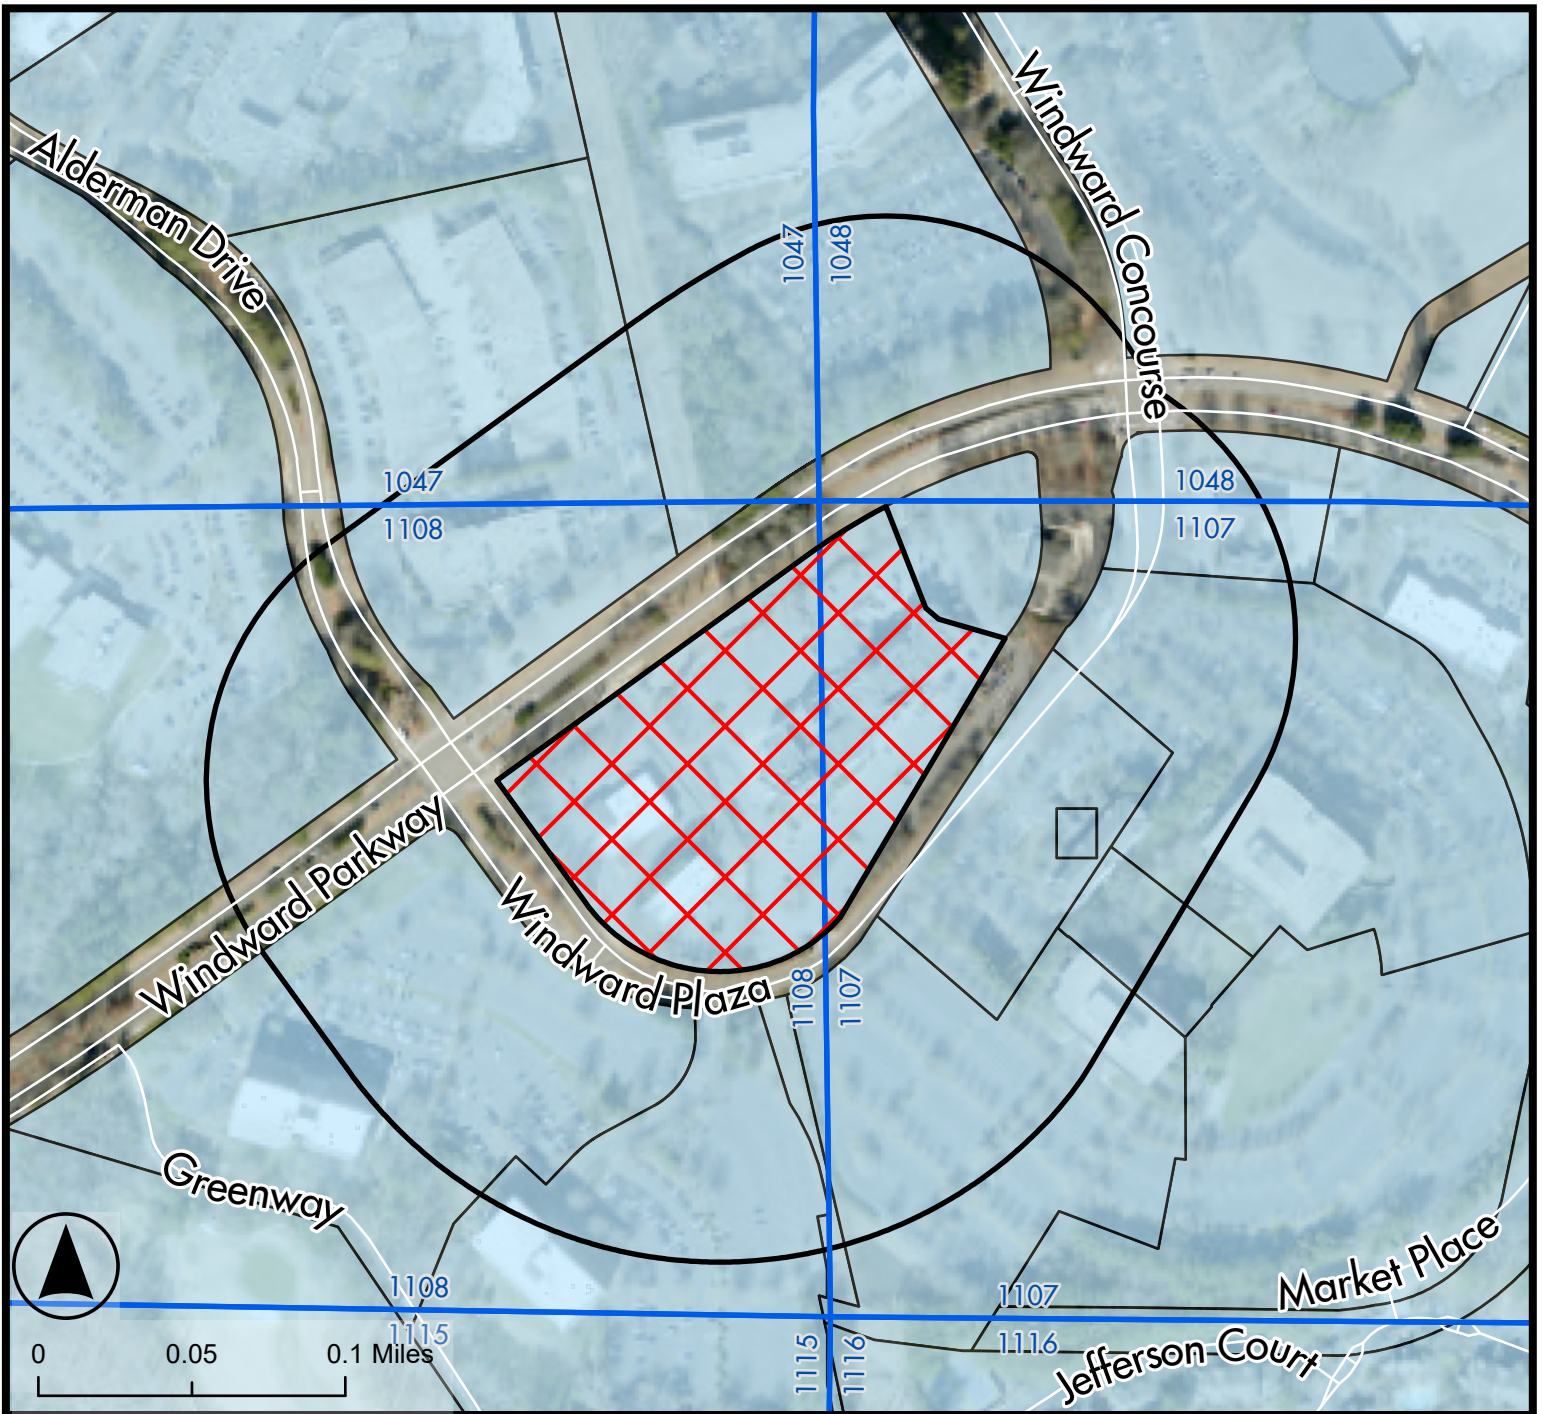 Windward Concourse
Alderman Drive
1047
1048
1047
1048
1108
1107
Windward Parkway
Windward Plaza
1108
1107
Greenway
Market Place
1108
1107
1115
1116
0 0.05 0.1 Miles
1115
1116
Jefferson Court